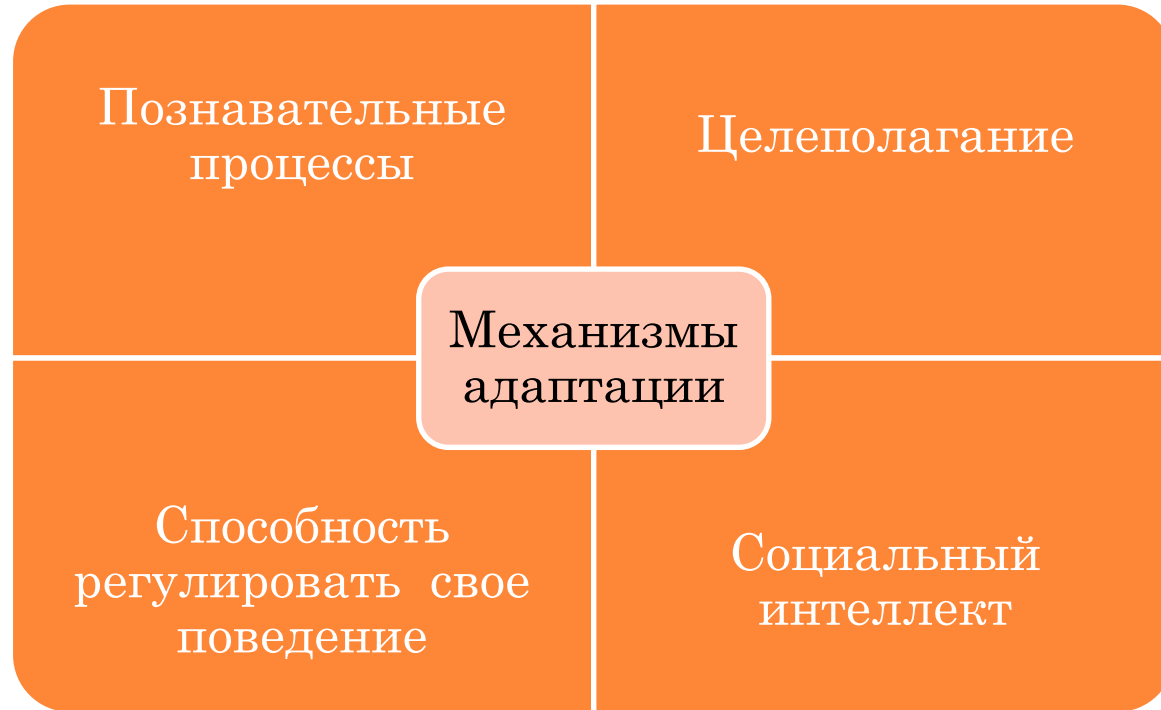 Познавательные
процессы
Целеполагание
Механизмы
адаптации
Способность
регулировать свое
поведение
Социальный
интеллект